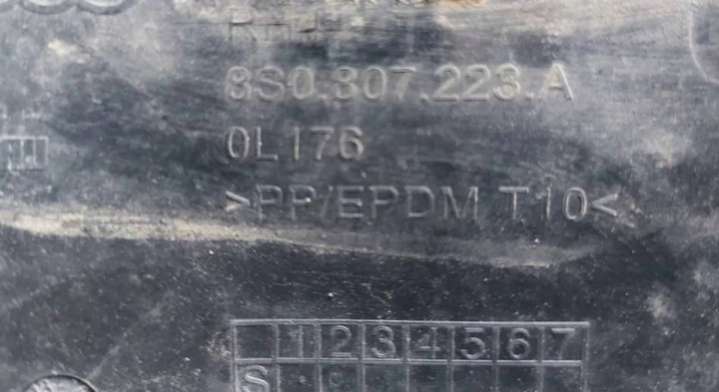 8S0.807.223.A
0L176
>PP/EPDM T10<
1 2 3 4 5 6 7
S